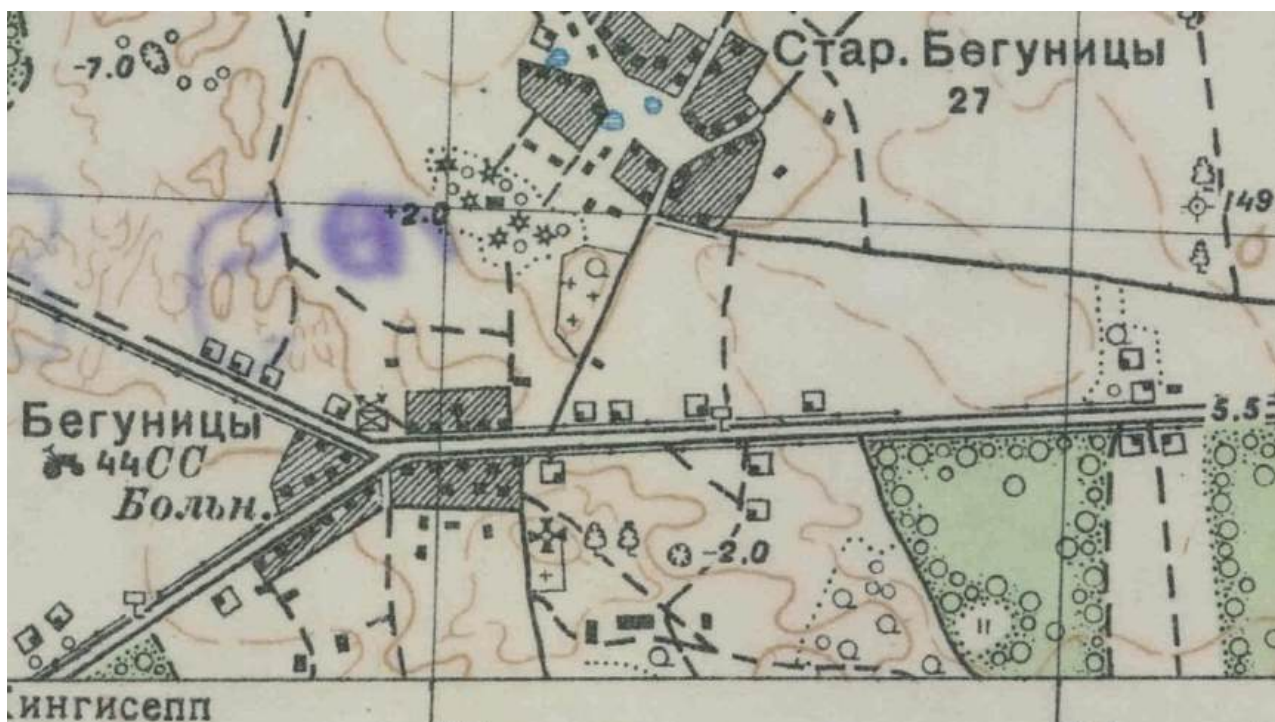 Стар. Бегуницы
27
-7.0
149
+2.0
5.5
Бегуницы
44СС
Больн.
-2.0
ингисепп